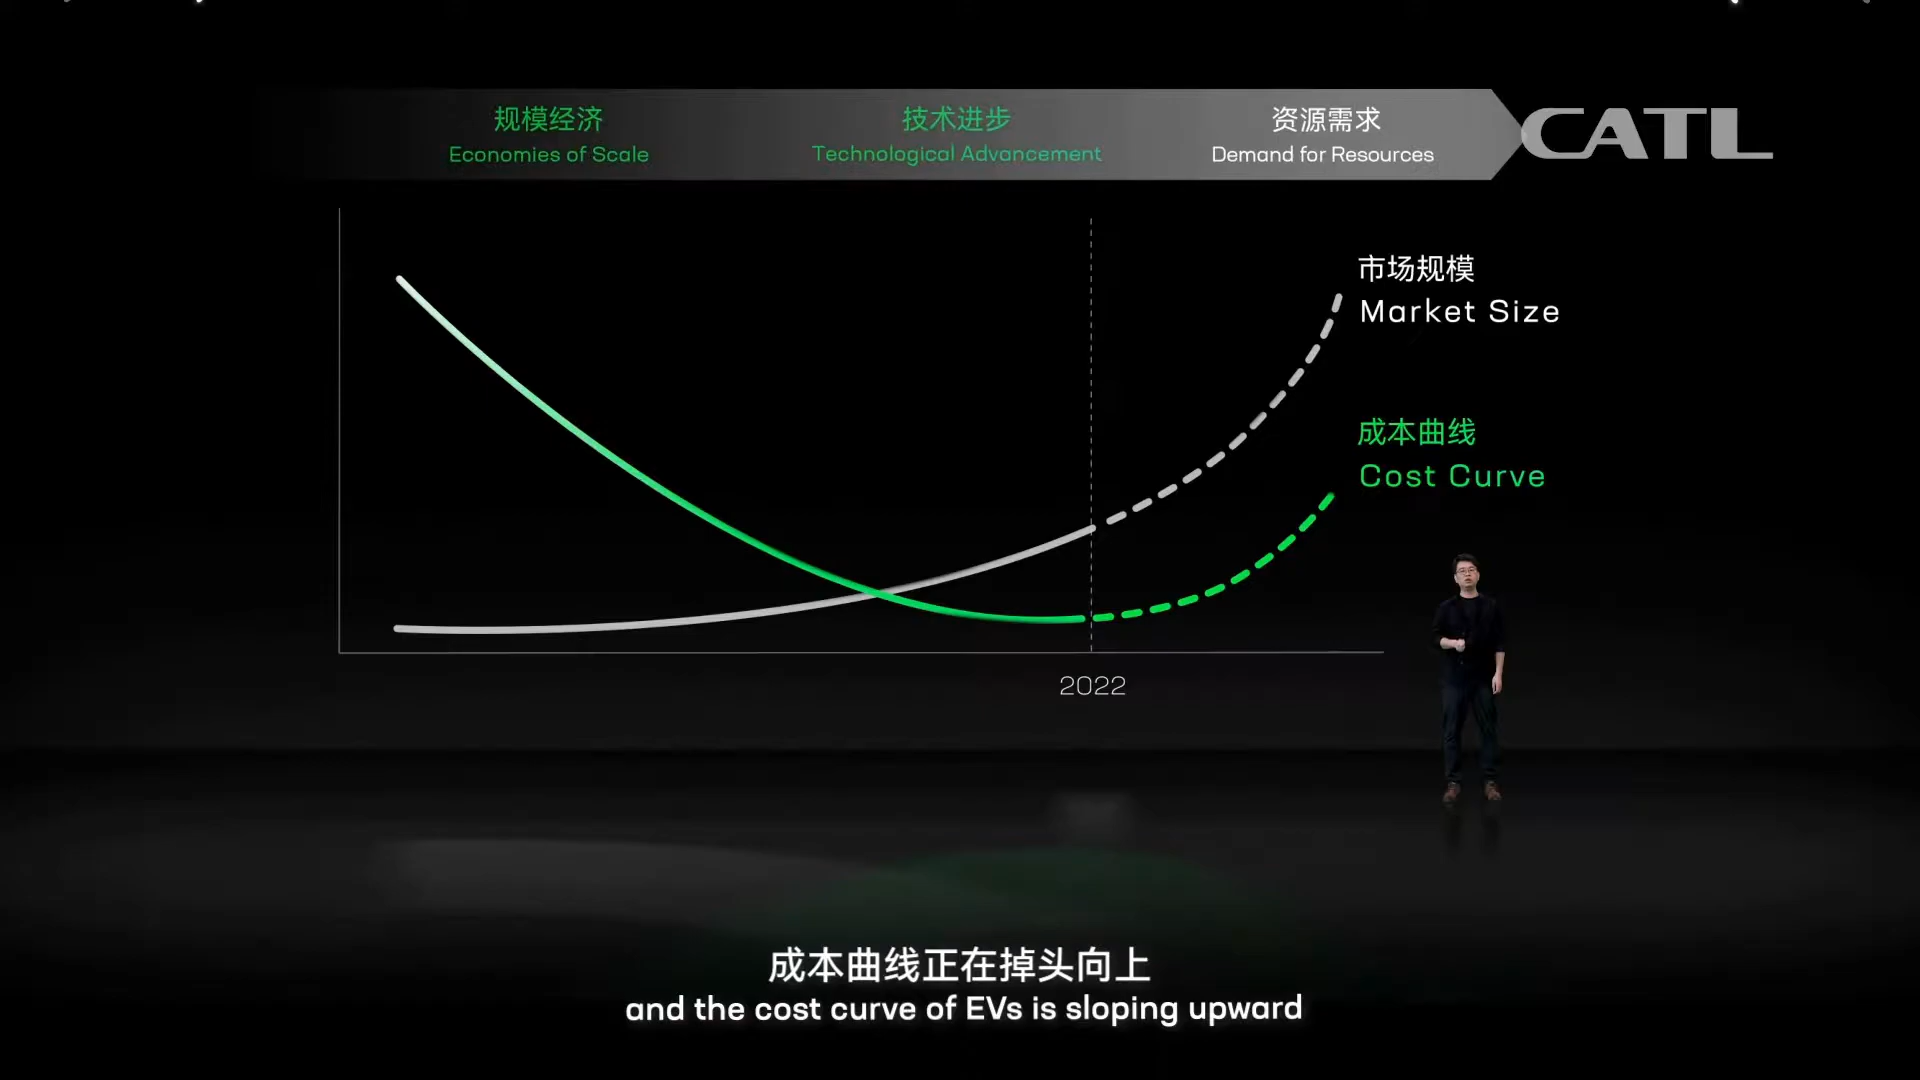 规模经济
Economies of Scale
技术进步
Technological Advancement
资源需求
Demand for Resources
CATL
市场规模
Market Size
成本曲线
Cost Curve
2022
成本曲线正在掉头向上
and the cost curve of EVs is sloping upward